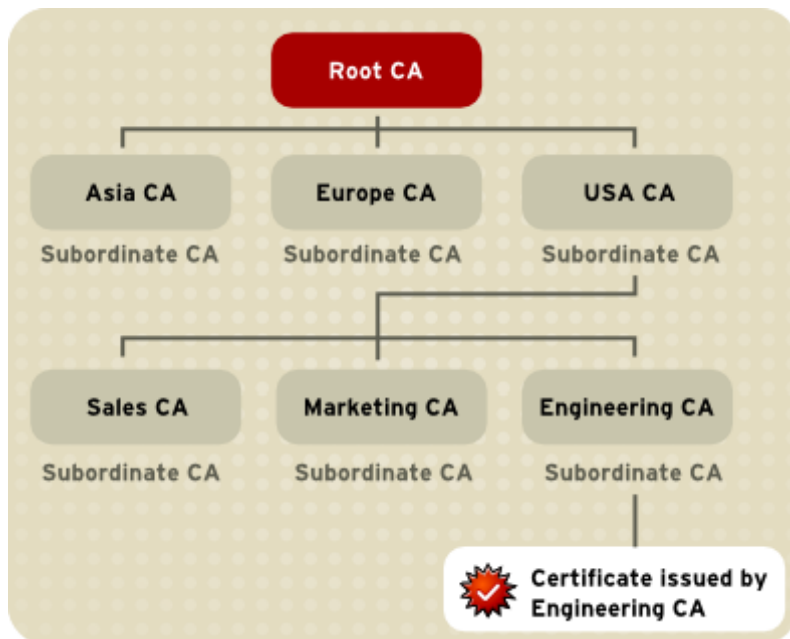 Root CA
Asia CA
Europe CA
USA CA
Subordinate CA
Subordinate CA
Subordinate CA
Sales CA
Marketing CA
Engineering CA
Subordinate CA
Subordinate CA
Subordinate CA
Certificate issued by
Engineering CA